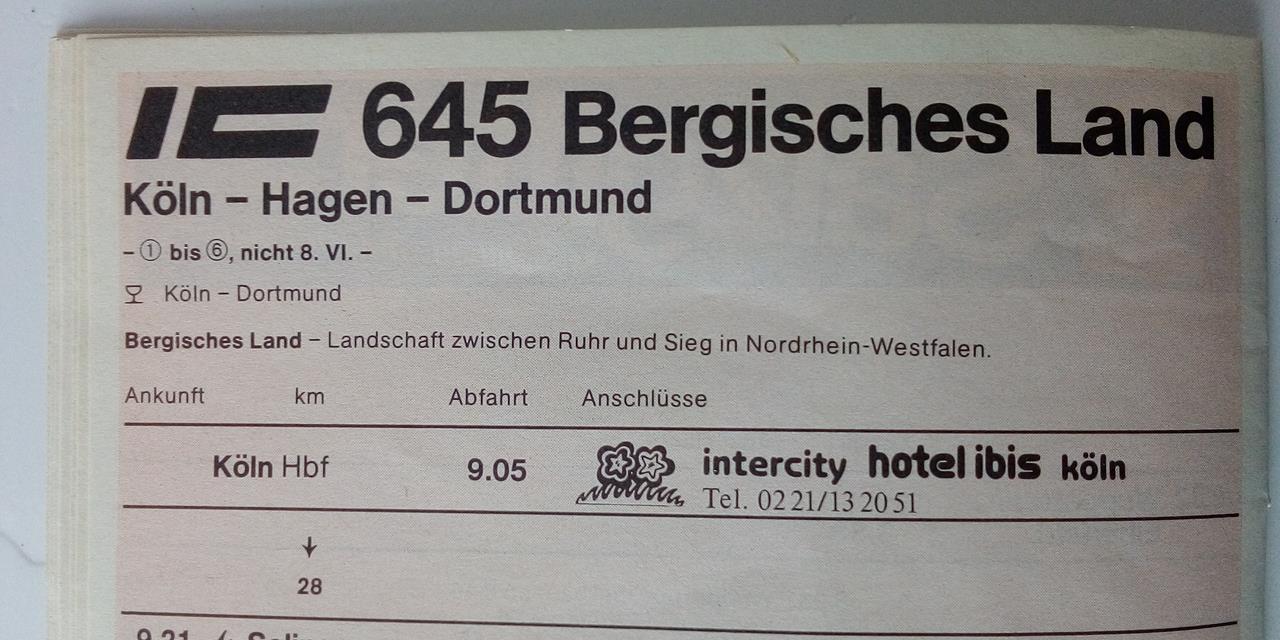 IC 645 Bergisches Land
Köln – Hagen – Dortmund
– ① bis ⑥, nicht 8. VI. –
Köln – Dortmund
Bergisches Land – Landschaft zwischen Ruhr und Sieg in Nordrhein-Westfalen.
Ankunft km Abfahrt Anschlüsse
Köln Hbf 9.05 intercity hotel ibis köln
Tel. 02 21/13 20 51
↓
28
9.21